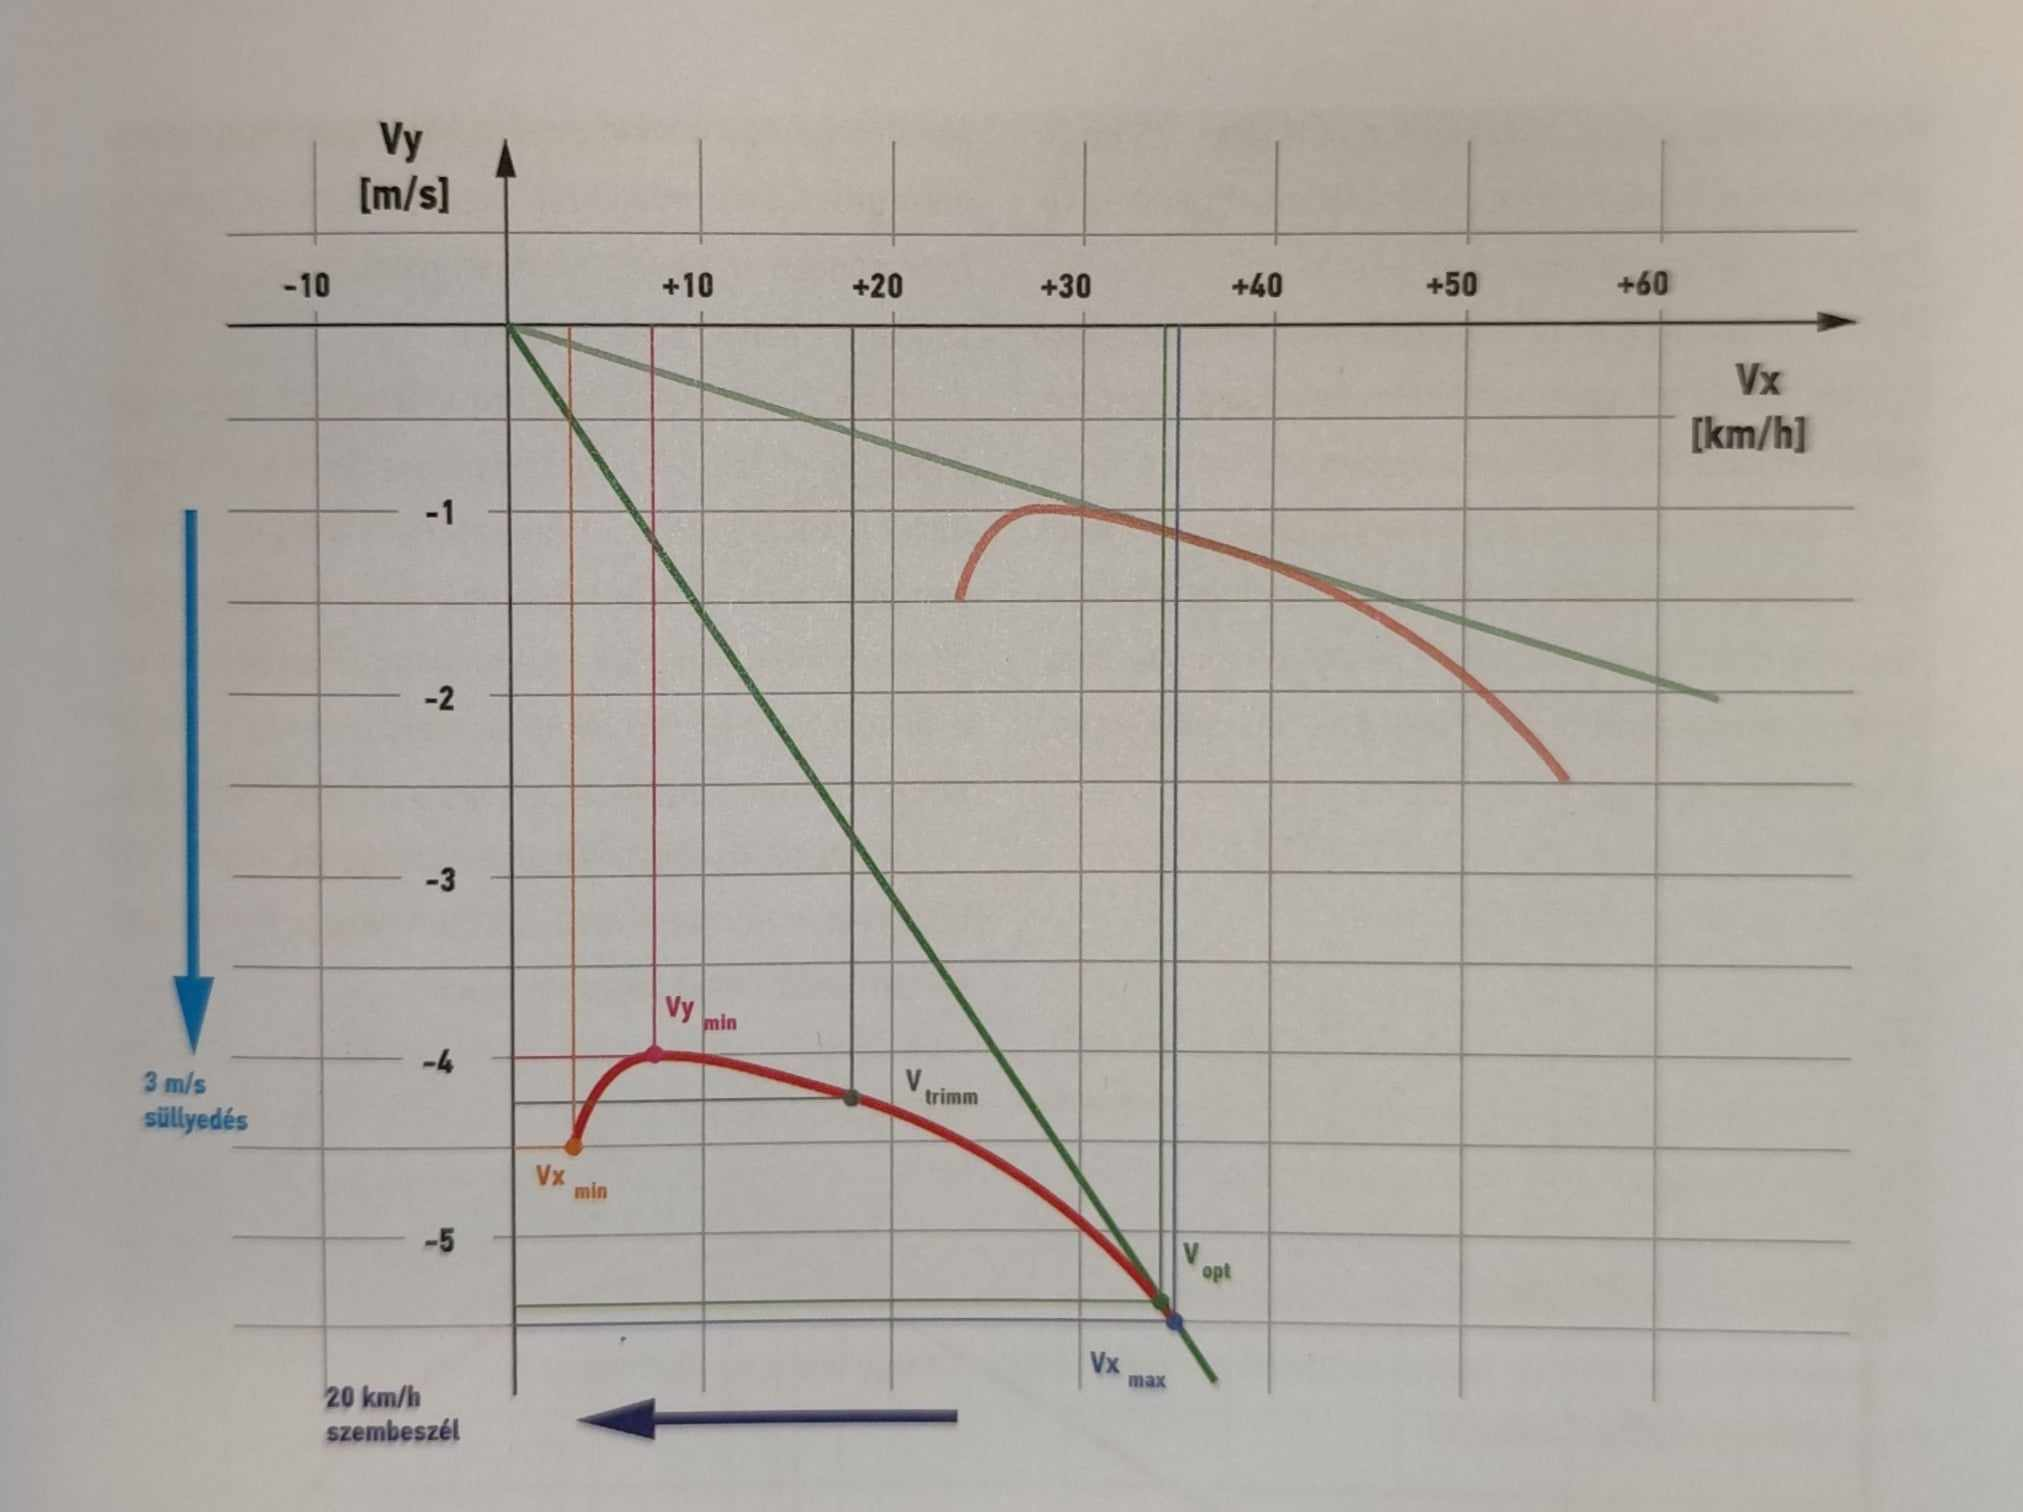 Vy
[m/s]
-10
+10
+20
+30
+40
+50
+60
Vx
[km/h]
-1
-2
-3
-4
-5
3 m/s
süllyedés
Vy min
V trimm
Vx min
V opt
Vx max
20 km/h
szembeszél